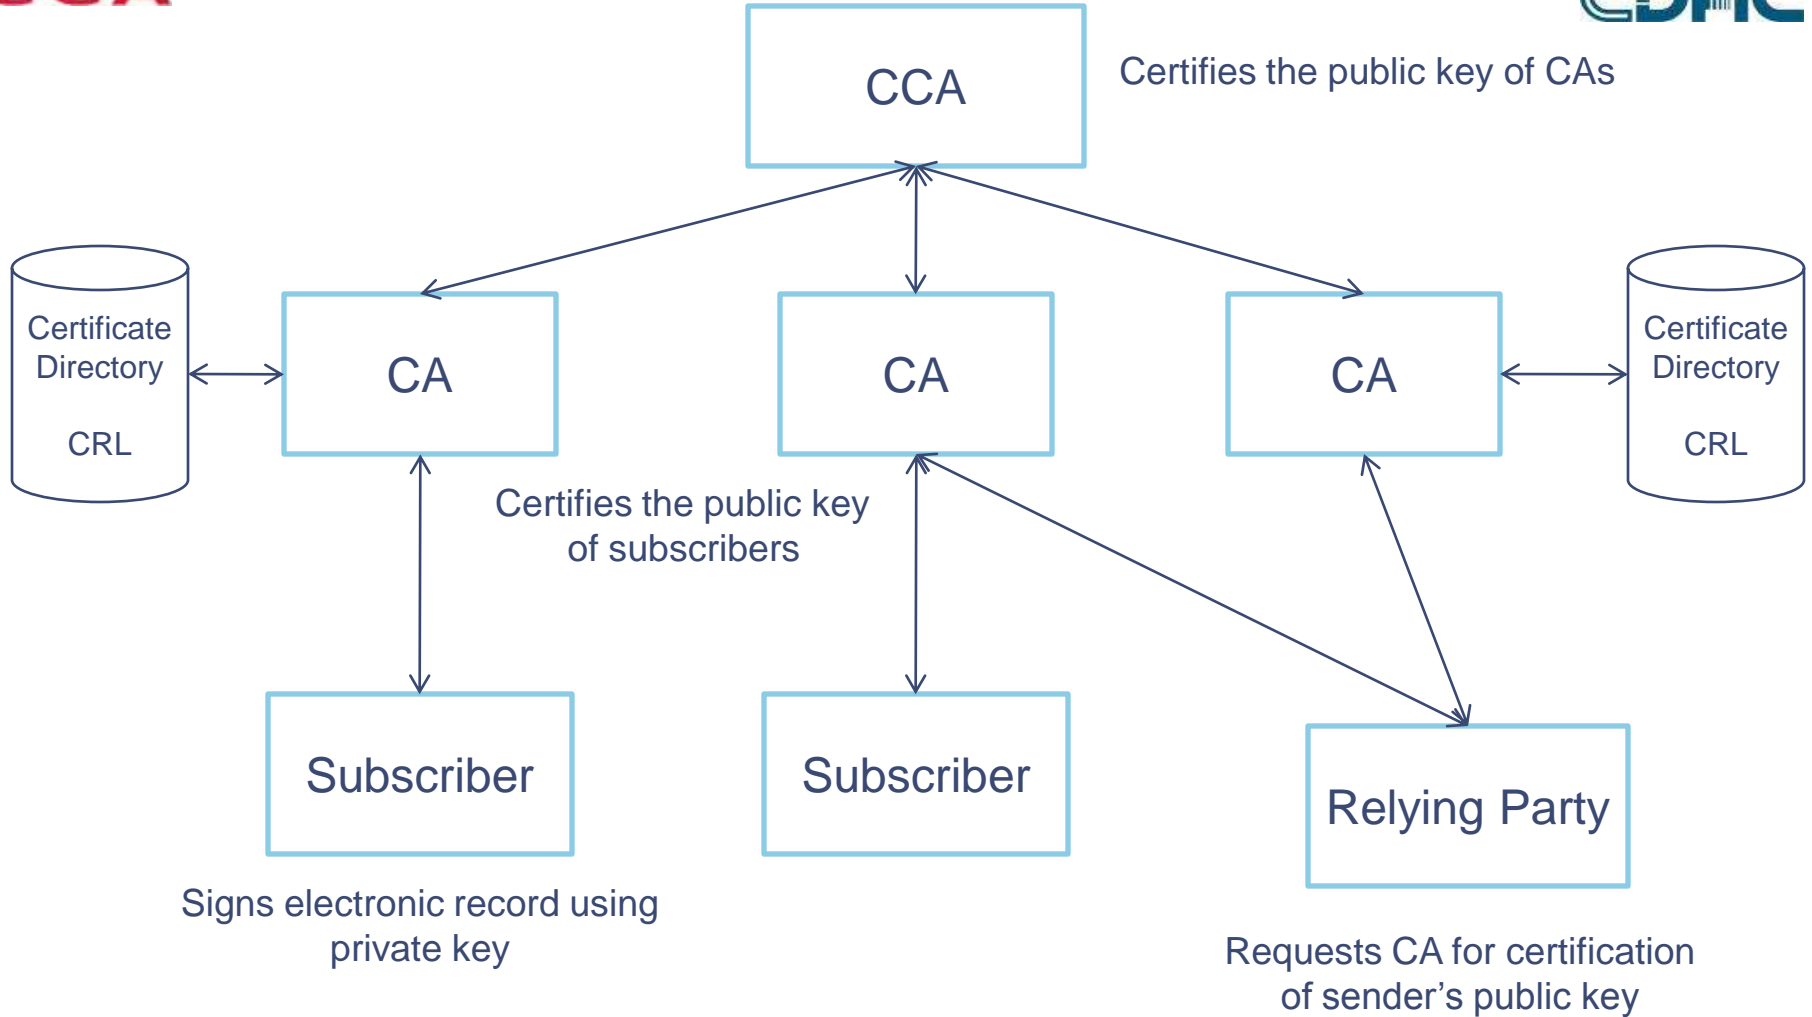 CCA
CDAC
CCA
Certifies the public key of CAs
Certificate
Directory
CRL
CA
CA
CA
Certificate
Directory
CRL
Certifies the public key
of subscribers
Subscriber
Subscriber
Relying Party
Signs electronic record using
private key
Requests CA for certification
of sender’s public key